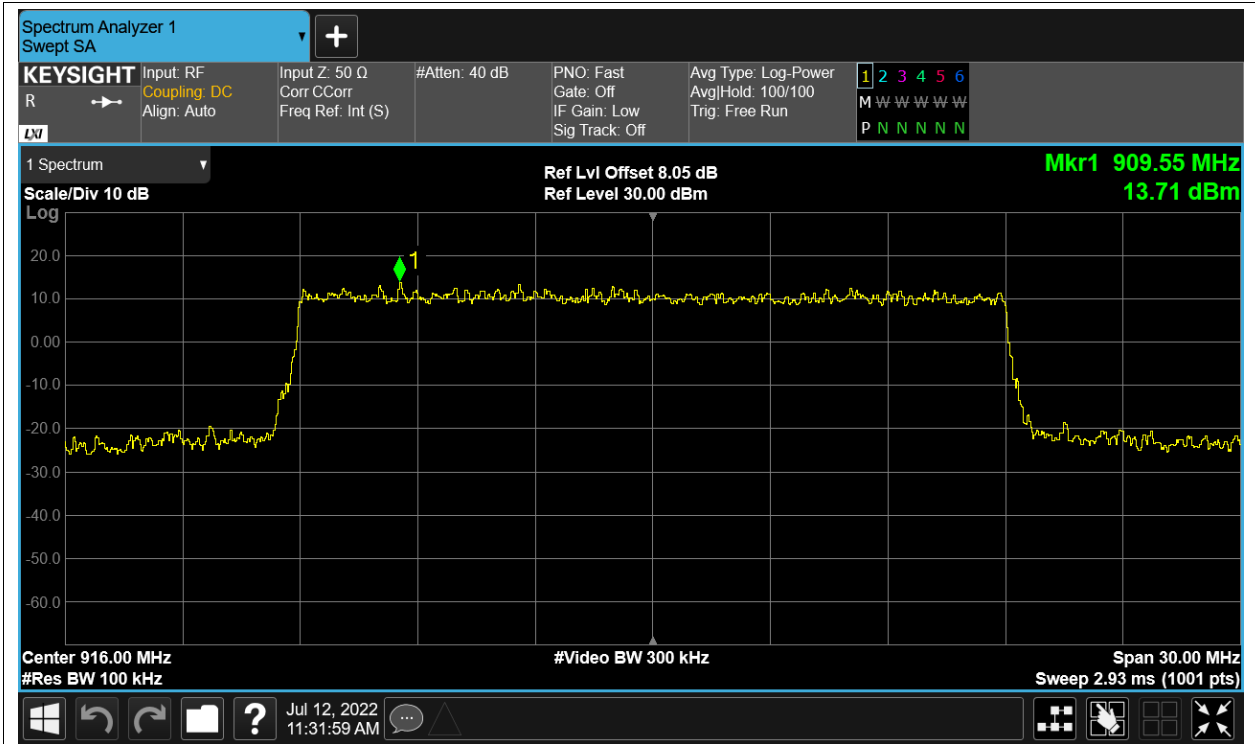 Spectrum Analyzer 1
Swept SA
+
KEYSIGHT Input: RF Input Z: 50 Ω #Atten: 40 dB PNO: Fast Avg Type: Log-Power 1 2 3 4 5 6
R Coupling: DC Corr CCorr Gate: Off Avg|Hold: 100/100 M W W W W W
Align: Auto Freq Ref: Int (S) IF Gain: Low Trig: Free Run
LXI Sig Track: Off P N N N N N
1 Spectrum Ref Lvl Offset 8.05 dB Mkr1 909.55 MHz
Scale/Div 10 dB Ref Level 30.00 dBm 13.71 dBm
Log
20.0
1
10.0
0.00
-10.0
-20.0
-30.0
-40.0
-50.0
-60.0
Center 916.00 MHz #Video BW 300 kHz Span 30.00 MHz
#Res BW 100 kHz Sweep 2.93 ms (1001 pts)
? Jul 12, 2022
11:31:59 AM